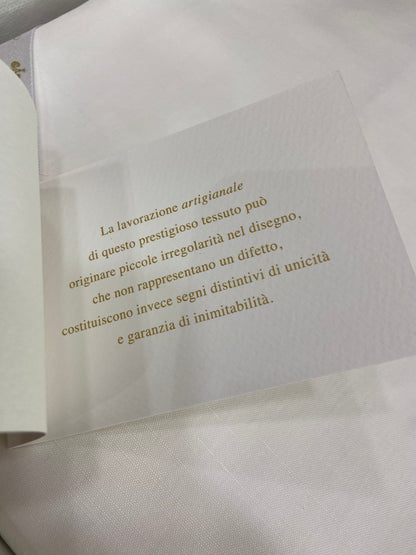 La lavorazione artigianale
di questo prestigioso tessuto può
originare piccole irregolarità nel disegno,
che non rappresentano un difetto,
costituiscono invece segni distintivi di unicità
e garanzia di inimitabilità.